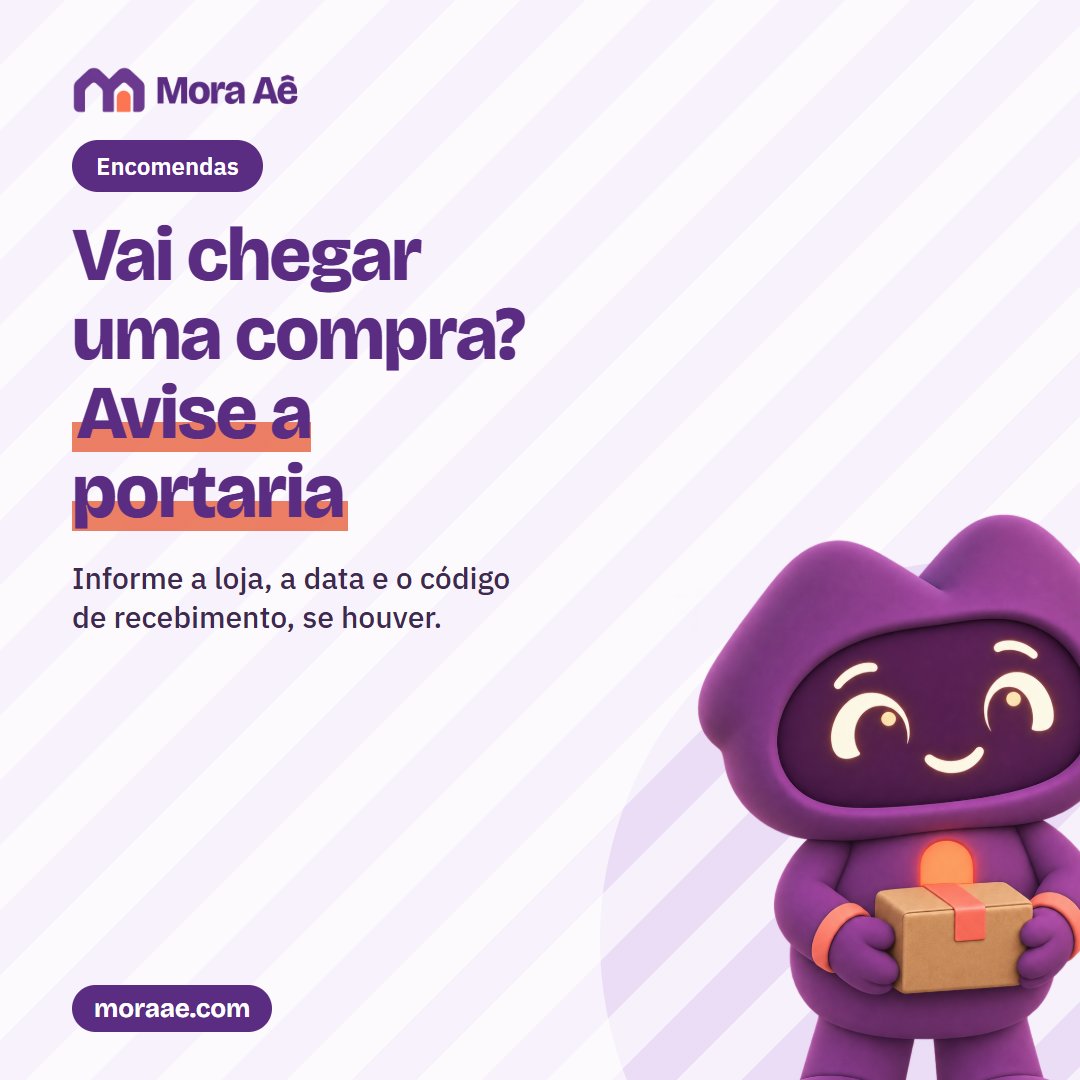 Mora Aê
Encomendas
Vai chegar
uma compra?
Avise a
portaria
Informe a loja, a data e o código
de recebimento, se houver.
moraae.com